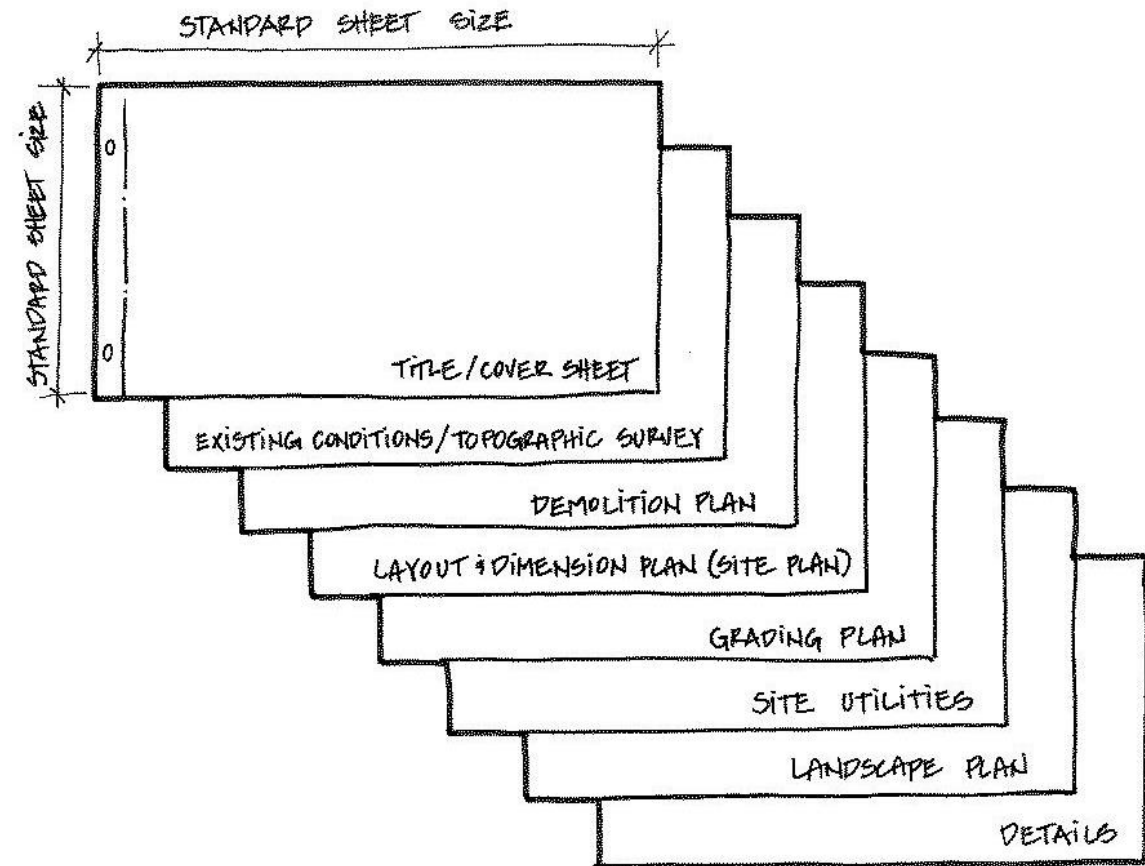 STANDARD SHEET SIZE
STANDARD SHEET SIZE
TITLE/COVER SHEET
EXISTING CONDITIONS/TOPOGRAPHIC SURVEY
DEMOLITION PLAN
LAYOUT & DIMENSION PLAN (SITE PLAN)
GRADING PLAN
SITE UTILITIES
LANDSCAPE PLAN
DETAILS